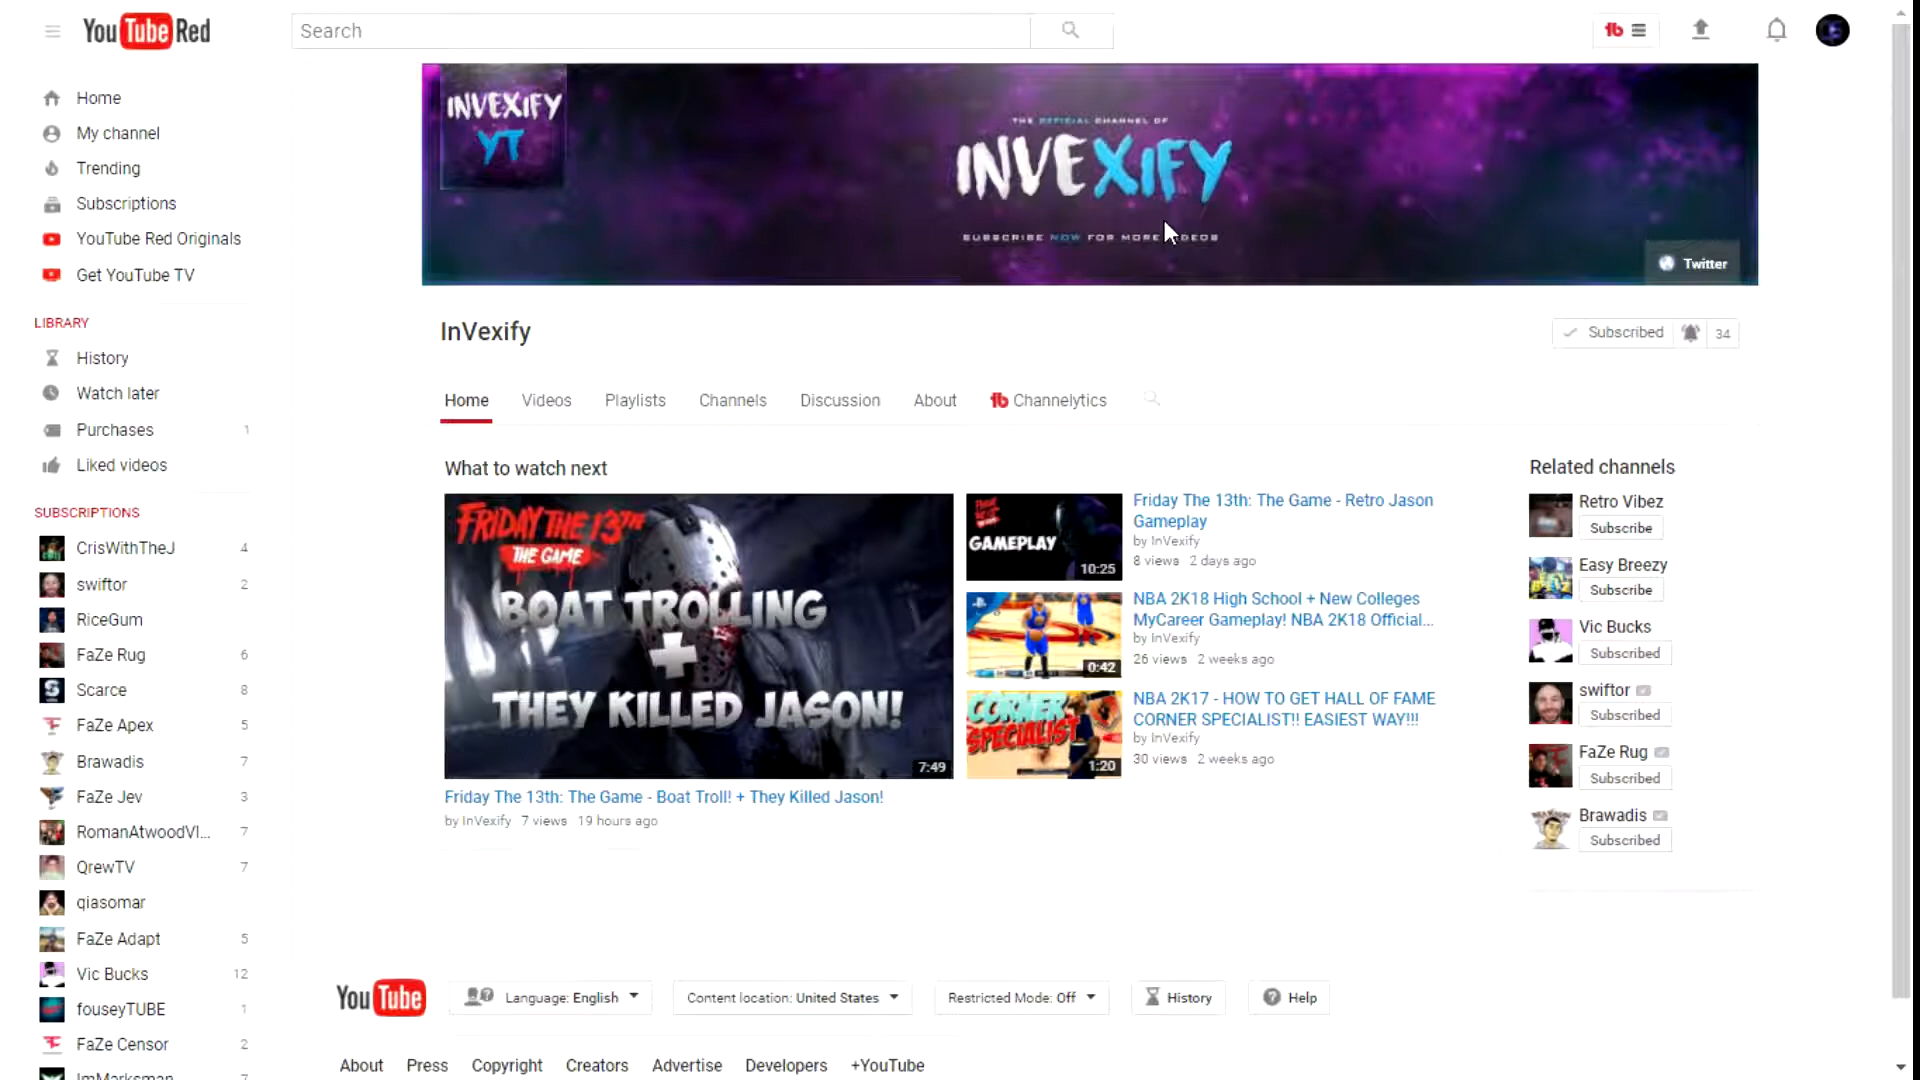 YouTube Red
Search
Home
My channel
Trending
Subscriptions
YouTube Red Originals
Get YouTube TV
LIBRARY
History
Watch later
Purchases 1
Liked videos
SUBSCRIPTIONS
CrisWithTheJ 4
swiftor 2
RiceGum
FaZe Rug 6
Scarce 8
FaZe Apex 5
Brawadis 7
FaZe Jev 3
RomanAtwoodVl... 7
QrewTV 7
qiasomar
FaZe Adapt 5
Vic Bucks 12
fouseyTUBE 1
FaZe Censor 2
ImMarksman 7
INVEXIFY
YT
THE OFFICIAL CHANNEL OF
INVEXIFY
SUBSCRIBE NOW FOR MORE
Twitter
InVexify
Subscribed 34
Home Videos Playlists Channels Discussion About Channelytics
What to watch next
FRIDAY THE 13TH
THE GAME
BOAT TROLLING
+
THEY KILLED JASON!
7:49
Friday The 13th: The Game - Boat Troll! + They Killed Jason!
by InVexify 7 views 19 hours ago
GAMEPLAY
10:25
Friday The 13th: The Game - Retro Jason
Gameplay
by InVexify
8 views 2 days ago
0:42
NBA 2K18 High School + New Colleges
MyCareer Gameplay! NBA 2K18 Official...
by InVexify
26 views 2 weeks ago
CORNER
SPECIALIST
1:20
NBA 2K17 - HOW TO GET HALL OF FAME
CORNER SPECIALIST!! EASIEST WAY!!!
by InVexify
30 views 2 weeks ago
Related channels
Retro Vibez
Subscribe
Easy Breezy
Subscribe
Vic Bucks
Subscribed
swiftor
Subscribed
FaZe Rug
Subscribed
Brawadis
Subscribed
YouTube
Language: English
Content location: United States
Restricted Mode: Off
History
Help
About Press Copyright Creators Advertise Developers +YouTube